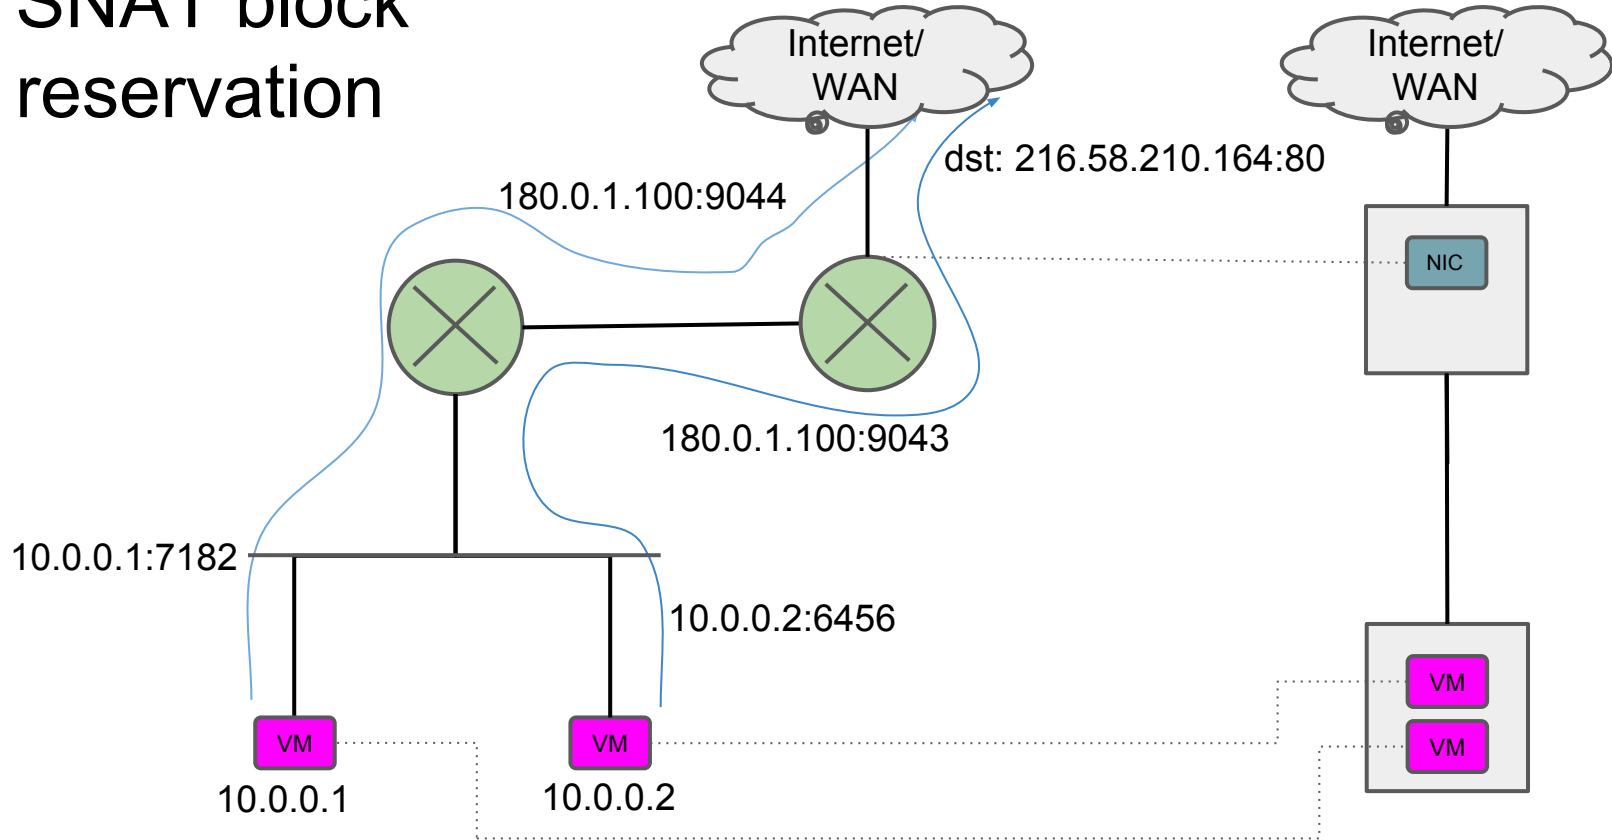 SNAT block
reservation
Internet/
WAN
Internet/
WAN
dst: 216.58.210.164:80
180.0.1.100:9044
NIC
180.0.1.100:9043
10.0.0.1:7182
10.0.0.2:6456
VM
VM
VM
VM
10.0.0.1
10.0.0.2